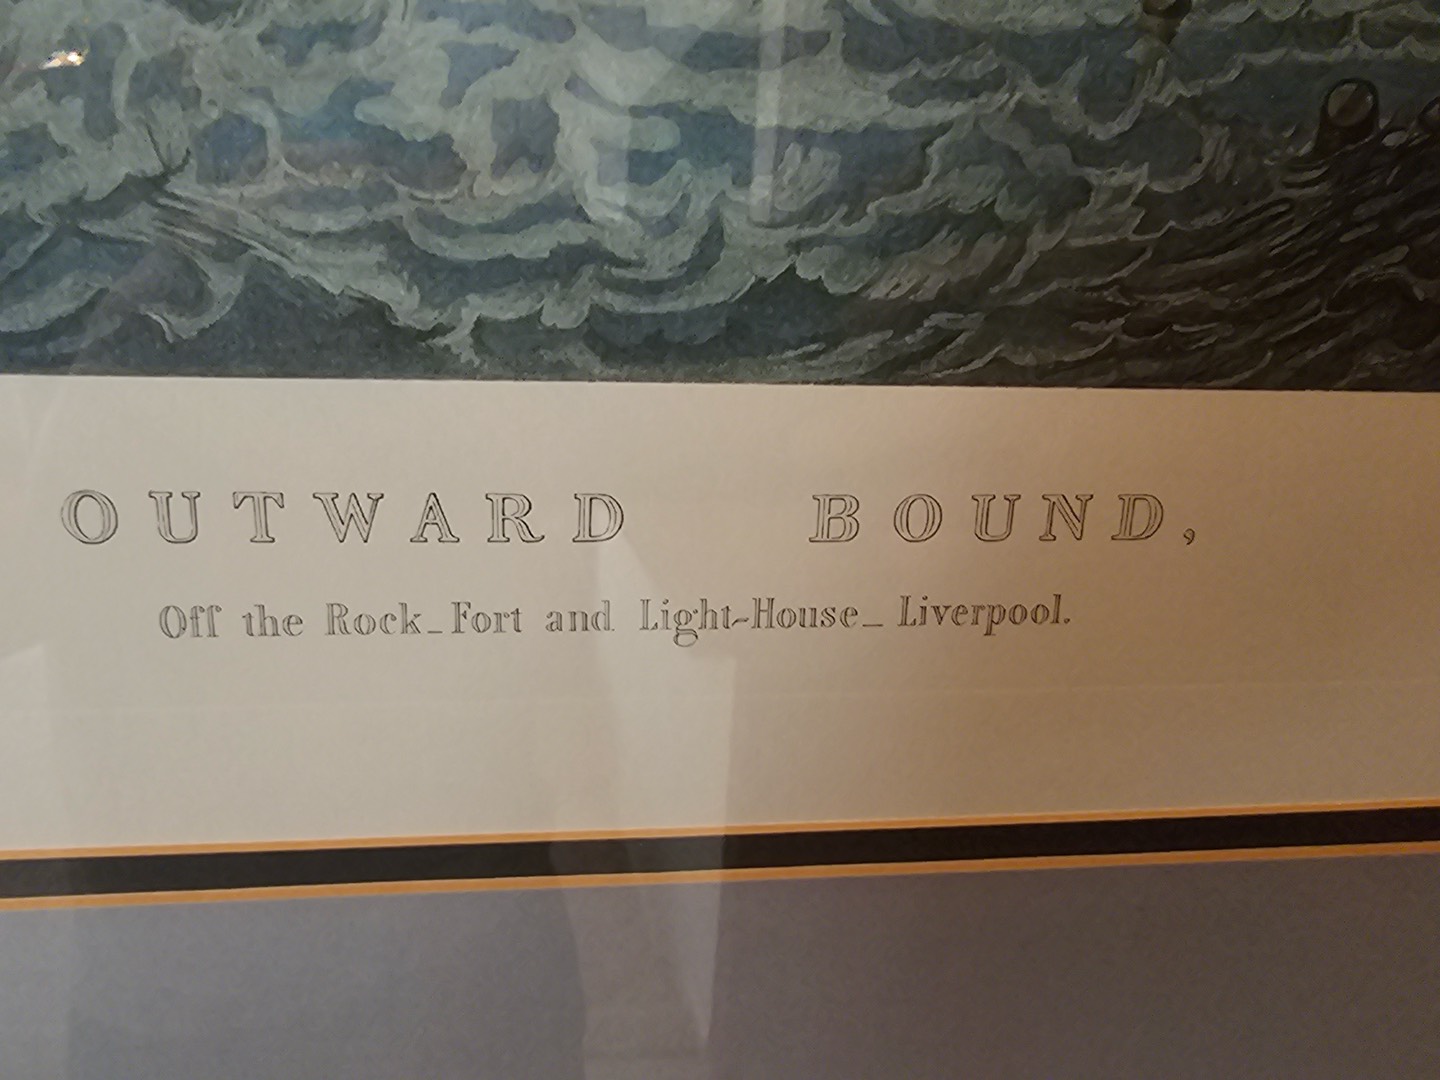 OUTWARD BOUND,
Off the Rock_Fort and Light-House_ Liverpool.